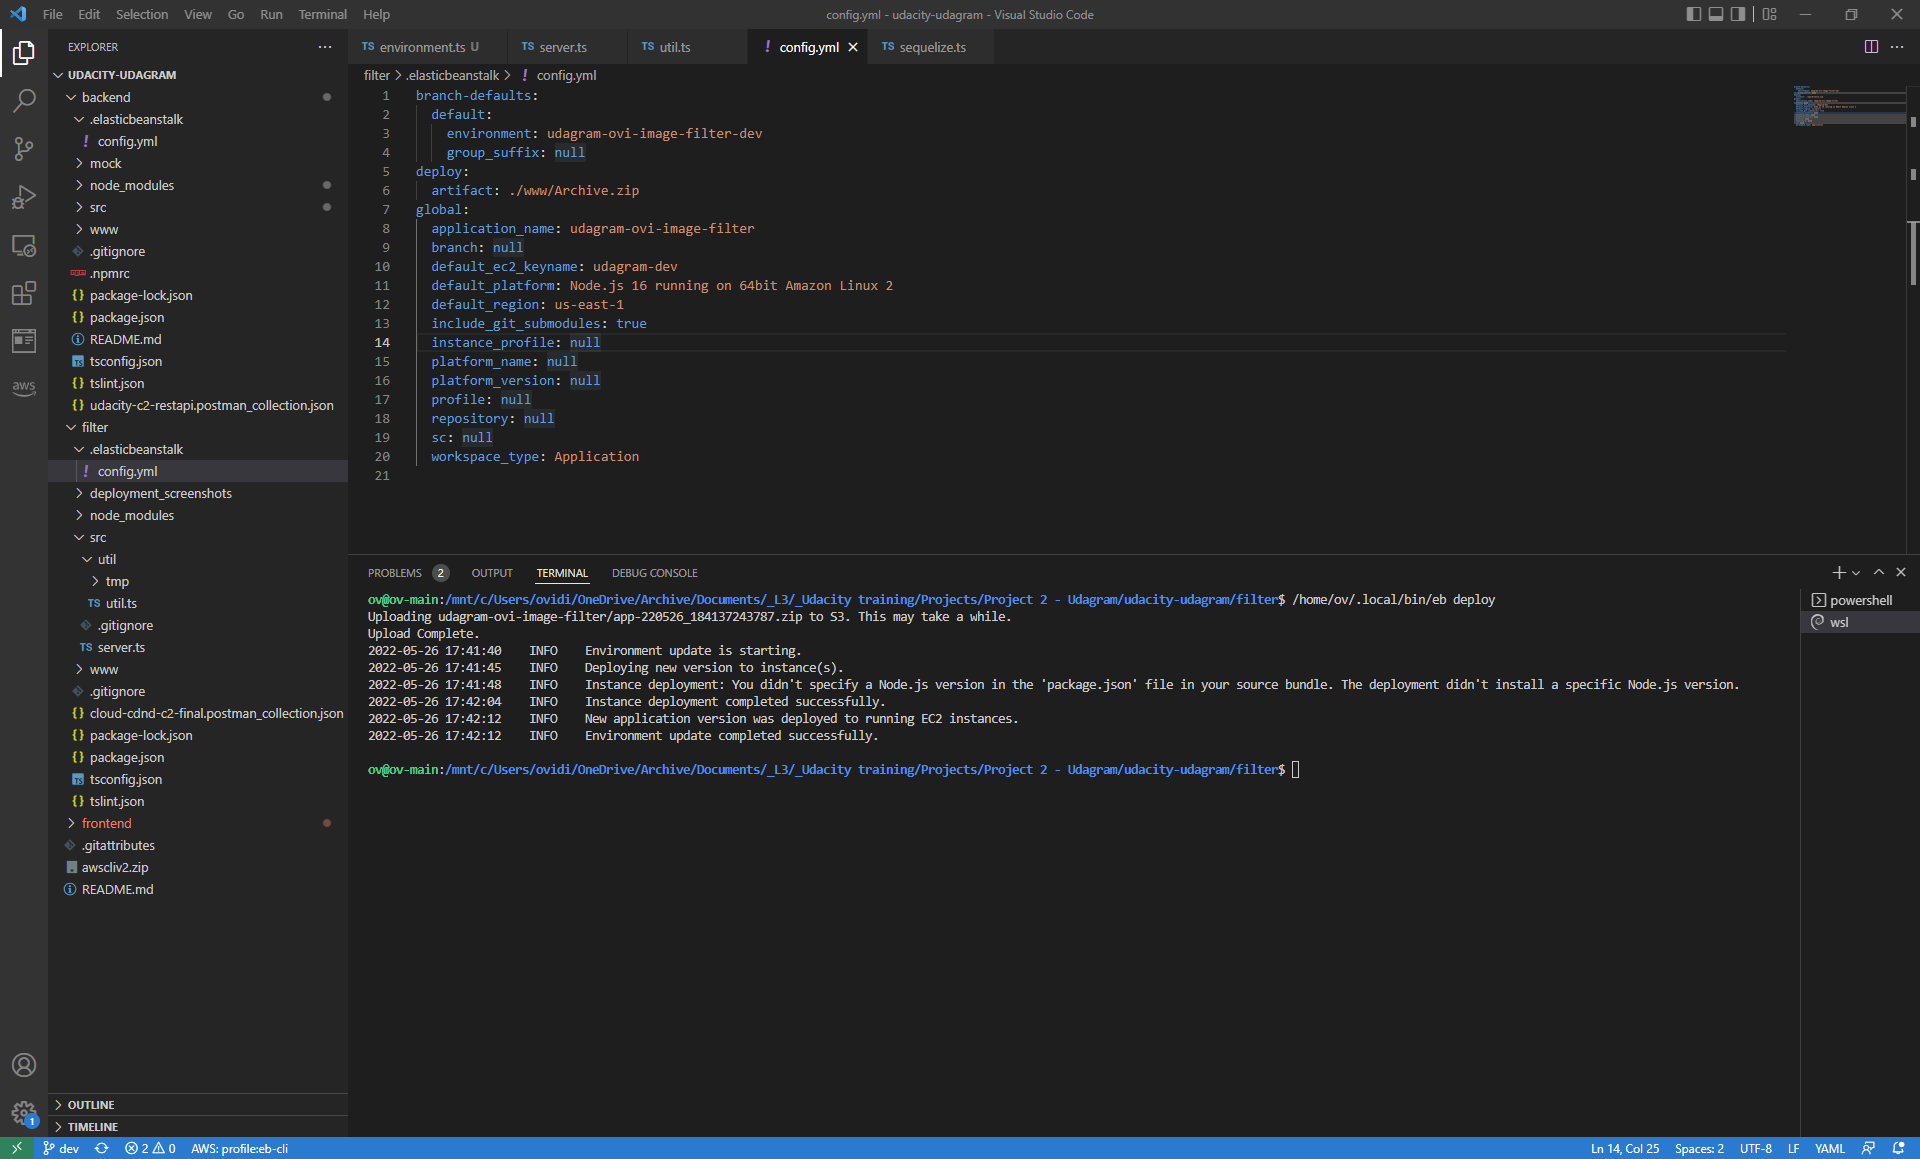 File Edit Selection View Go Run Terminal Help
config.yml - udacity-udagram - Visual Studio Code
EXPLORER
UDACITY-UDAGRAM
backend
.elasticbeanstalk
! config.yml
mock
node_modules
src
www
.gitignore
.npmrc
{} package-lock.json
{} package.json
README.md
TS tsconfig.json
{} tslint.json
{} udacity-c2-restapi.postman_collection.json
filter
.elasticbeanstalk
! config.yml
deployment_screenshots
node_modules
src
util
tmp
TS util.ts
.gitignore
TS server.ts
www
.gitignore
{} cloud-cdnd-c2-final.postman_collection.json
{} package-lock.json
{} package.json
TS tsconfig.json
{} tslint.json
frontend
.gitattributes
awscliv2.zip
README.md
OUTLINE
TIMELINE
aws
1
TS environment.ts U
TS server.ts
TS util.ts
! config.yml
TS sequelize.ts
filter > .elasticbeanstalk > ! config.yml
1 branch-defaults:
2 default:
3 environment: udagram-ovi-image-filter-dev
4 group_suffix: null
5 deploy:
6 artifact: ./www/Archive.zip
7 global:
8 application_name: udagram-ovi-image-filter
9 branch: null
10 default_ec2_keyname: udagram-dev
11 default_platform: Node.js 16 running on 64bit Amazon Linux 2
12 default_region: us-east-1
13 include_git_submodules: true
14 instance_profile: null
15 platform_name: null
16 platform_version: null
17 profile: null
18 repository: null
19 sc: null
20 workspace_type: Application
21
PROBLEMS 2 OUTPUT TERMINAL DEBUG CONSOLE
ov@ov-main:/mnt/c/Users/ovidi/OneDrive/Archive/Documents/_L3/_Udacity training/Projects/Project 2 - Udagram/udacity-udagram/filter$ /home/ov/.local/bin/eb deploy
Uploading udagram-ovi-image-filter/app-220526_184137243787.zip to S3. This may take a while.
Upload Complete.
2022-05-26 17:41:40 INFO Environment update is starting.
2022-05-26 17:41:45 INFO Deploying new version to instance(s).
2022-05-26 17:41:48 INFO Instance deployment: You didn't specify a Node.js version in the 'package.json' file in your source bundle. The deployment didn't install a specific Node.js version.
2022-05-26 17:42:04 INFO Instance deployment completed successfully.
2022-05-26 17:42:12 INFO New application version was deployed to running EC2 instances.
2022-05-26 17:42:12 INFO Environment update completed successfully.
ov@ov-main:/mnt/c/Users/ovidi/OneDrive/Archive/Documents/_L3/_Udacity training/Projects/Project 2 - Udagram/udacity-udagram/filter$
powershell
wsl
dev 2 0 AWS: profile:eb-cli
Ln 14, Col 25 Spaces: 2 UTF-8 LF YAML